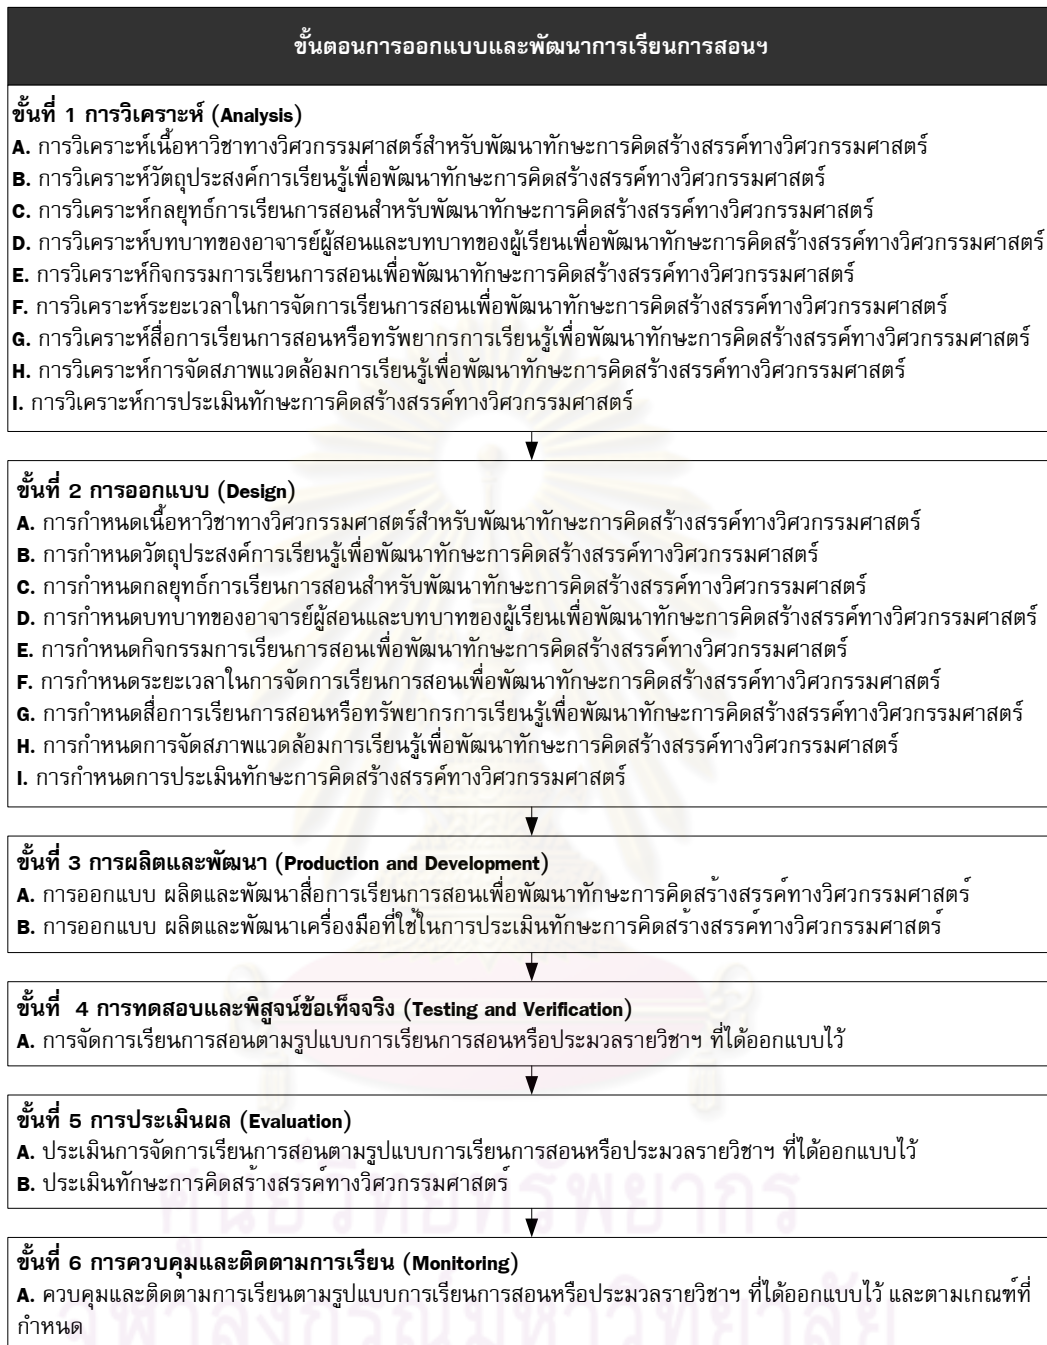 ขั้นตอนการออกแบบและพัฒนาการเรียนการสอนฯ
ขั้นที่ 1 การวิเคราะห์ (Analysis)
A. การวิเคราะห์เนื้อหาวิชาทางวิศวกรรมศาสตร์สำหรับพัฒนาทักษะการคิดสร้างสรรค์ทางวิศวกรรมศาสตร์
B. การวิเคราะห์วัตถุประสงค์การเรียนรู้เพื่อพัฒนาทักษะการคิดสร้างสรรค์ทางวิศวกรรมศาสตร์
C. การวิเคราะห์กลยุทธ์การเรียนการสอนสำหรับพัฒนาทักษะการคิดสร้างสรรค์ทางวิศวกรรมศาสตร์
D. การวิเคราะห์บทบาทของอาจารย์ผู้สอนและบทบาทของผู้เรียนเพื่อพัฒนาทักษะการคิดสร้างสรรค์ทางวิศวกรรมศาสตร์
E. การวิเคราะห์กิจกรรมการเรียนการสอนเพื่อพัฒนาทักษะการคิดสร้างสรรค์ทางวิศวกรรมศาสตร์
F. การวิเคราะห์ระยะเวลาในการจัดการเรียนการสอนเพื่อพัฒนาทักษะการคิดสร้างสรรค์ทางวิศวกรรมศาสตร์
G. การวิเคราะห์สื่อการเรียนการสอนหรือทรัพยากรการเรียนรู้เพื่อพัฒนาทักษะการคิดสร้างสรรค์ทางวิศวกรรมศาสตร์
H. การวิเคราะห์การจัดสภาพแวดล้อมการเรียนรู้เพื่อพัฒนาทักษะการคิดสร้างสรรค์ทางวิศวกรรมศาสตร์
I. การวิเคราะห์การประเมินทักษะการคิดสร้างสรรค์ทางวิศวกรรมศาสตร์
ขั้นที่ 2 การออกแบบ (Design)
A. การกำหนดเนื้อหาวิชาทางวิศวกรรมศาสตร์สำหรับพัฒนาทักษะการคิดสร้างสรรค์ทางวิศวกรรมศาสตร์
B. การกำหนดวัตถุประสงค์การเรียนรู้เพื่อพัฒนาทักษะการคิดสร้างสรรค์ทางวิศวกรรมศาสตร์
C. การกำหนดกลยุทธ์การเรียนการสอนสำหรับพัฒนาทักษะการคิดสร้างสรรค์ทางวิศวกรรมศาสตร์
D. การกำหนดบทบาทของอาจารย์ผู้สอนและบทบาทของผู้เรียนเพื่อพัฒนาทักษะการคิดสร้างสรรค์ทางวิศวกรรมศาสตร์
E. การกำหนดกิจกรรมการเรียนการสอนเพื่อพัฒนาทักษะการคิดสร้างสรรค์ทางวิศวกรรมศาสตร์
F. การกำหนดระยะเวลาในการจัดการเรียนการสอนเพื่อพัฒนาทักษะการคิดสร้างสรรค์ทางวิศวกรรมศาสตร์
G. การกำหนดสื่อการเรียนการสอนหรือทรัพยากรการเรียนรู้เพื่อพัฒนาทักษะการคิดสร้างสรรค์ทางวิศวกรรมศาสตร์
H. การกำหนดการจัดสภาพแวดล้อมการเรียนรู้เพื่อพัฒนาทักษะการคิดสร้างสรรค์ทางวิศวกรรมศาสตร์
I. การกำหนดการประเมินทักษะการคิดสร้างสรรค์ทางวิศวกรรมศาสตร์
ขั้นที่ 3 การผลิตและพัฒนา (Production and Development)
A. การออกแบบ ผลิตและพัฒนาสื่อการเรียนการสอนเพื่อพัฒนาทักษะการคิดสร้างสรรค์ทางวิศวกรรมศาสตร์
B. การออกแบบ ผลิตและพัฒนาเครื่องมือที่ใช้ในการประเมินทักษะการคิดสร้างสรรค์ทางวิศวกรรมศาสตร์
ขั้นที่ 4 การทดสอบและพิสูจน์ข้อเท็จจริง (Testing and Verification)
A. การจัดการเรียนการสอนตามรูปแบบการเรียนการสอนหรือประมวลรายวิชาฯ ที่ได้ออกแบบไว้
ขั้นที่ 5 การประเมินผล (Evaluation)
A. ประเมินการจัดการเรียนการสอนตามรูปแบบการเรียนการสอนหรือประมวลรายวิชาฯ ที่ได้ออกแบบไว้
B. ประเมินทักษะการคิดสร้างสรรค์ทางวิศวกรรมศาสตร์
ศูนย์วิทยทรัพยากร
ขั้นที่ 6 การควบคุมและติดตามการเรียน (Monitoring)
A. ควบคุมและติดตามการเรียนตามรูปแบบการเรียนการสอนหรือประมวลรายวิชาฯ ที่ได้ออกแบบไว้ และตามเกณฑ์ที่
กำหนด
จุฬาลงกรณ์มหาวิทยาลัย